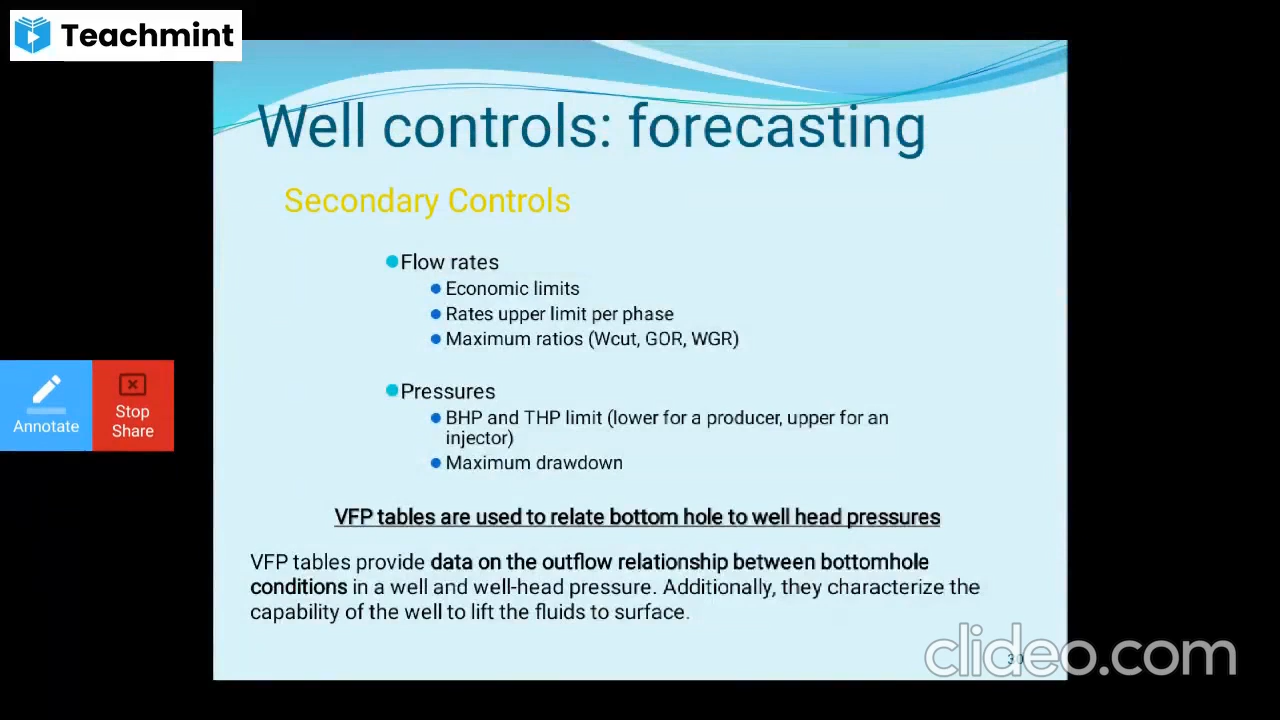 Teachmint
Well controls: forecasting
Secondary Controls
Flow rates
Economic limits
Rates upper limit per phase
Maximum ratios (Wcut, GOR, WGR)
Annotate
Stop
Share
Pressures
BHP and THP limit (lower for a producer, upper for an
injector)
Maximum drawdown
VFP tables are used to relate bottom hole to well head pressures
VFP tables provide data on the outflow relationship between bottomhole
conditions in a well and well-head pressure. Additionally, they characterize the
capability of the well to lift the fluids to surface.
30
clideo.com